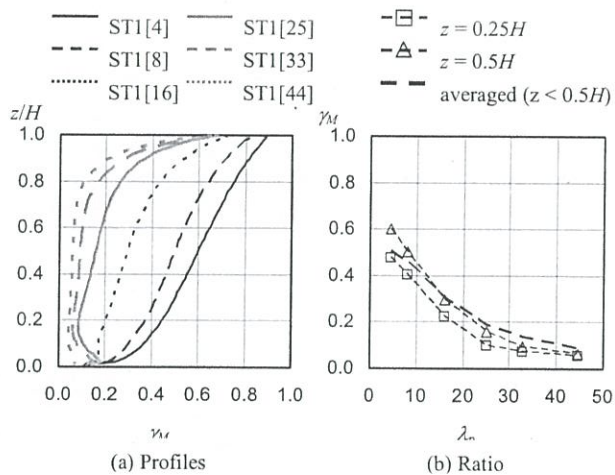 ST1[4] ST1[25]
ST1[8] ST1[33]
ST1[16] ST1[44]
z = 0.25H
z = 0.5H
averaged (z < 0.5H)
z/H
1.0
0.8
0.6
0.4
0.2
0.0
0.0 0.2 0.4 0.6 0.8 1.0
γM
(a) Profiles
γM
1.0
0.8
0.6
0.4
0.2
0.0
0 10 20 30 40 50
λn
(b) Ratio